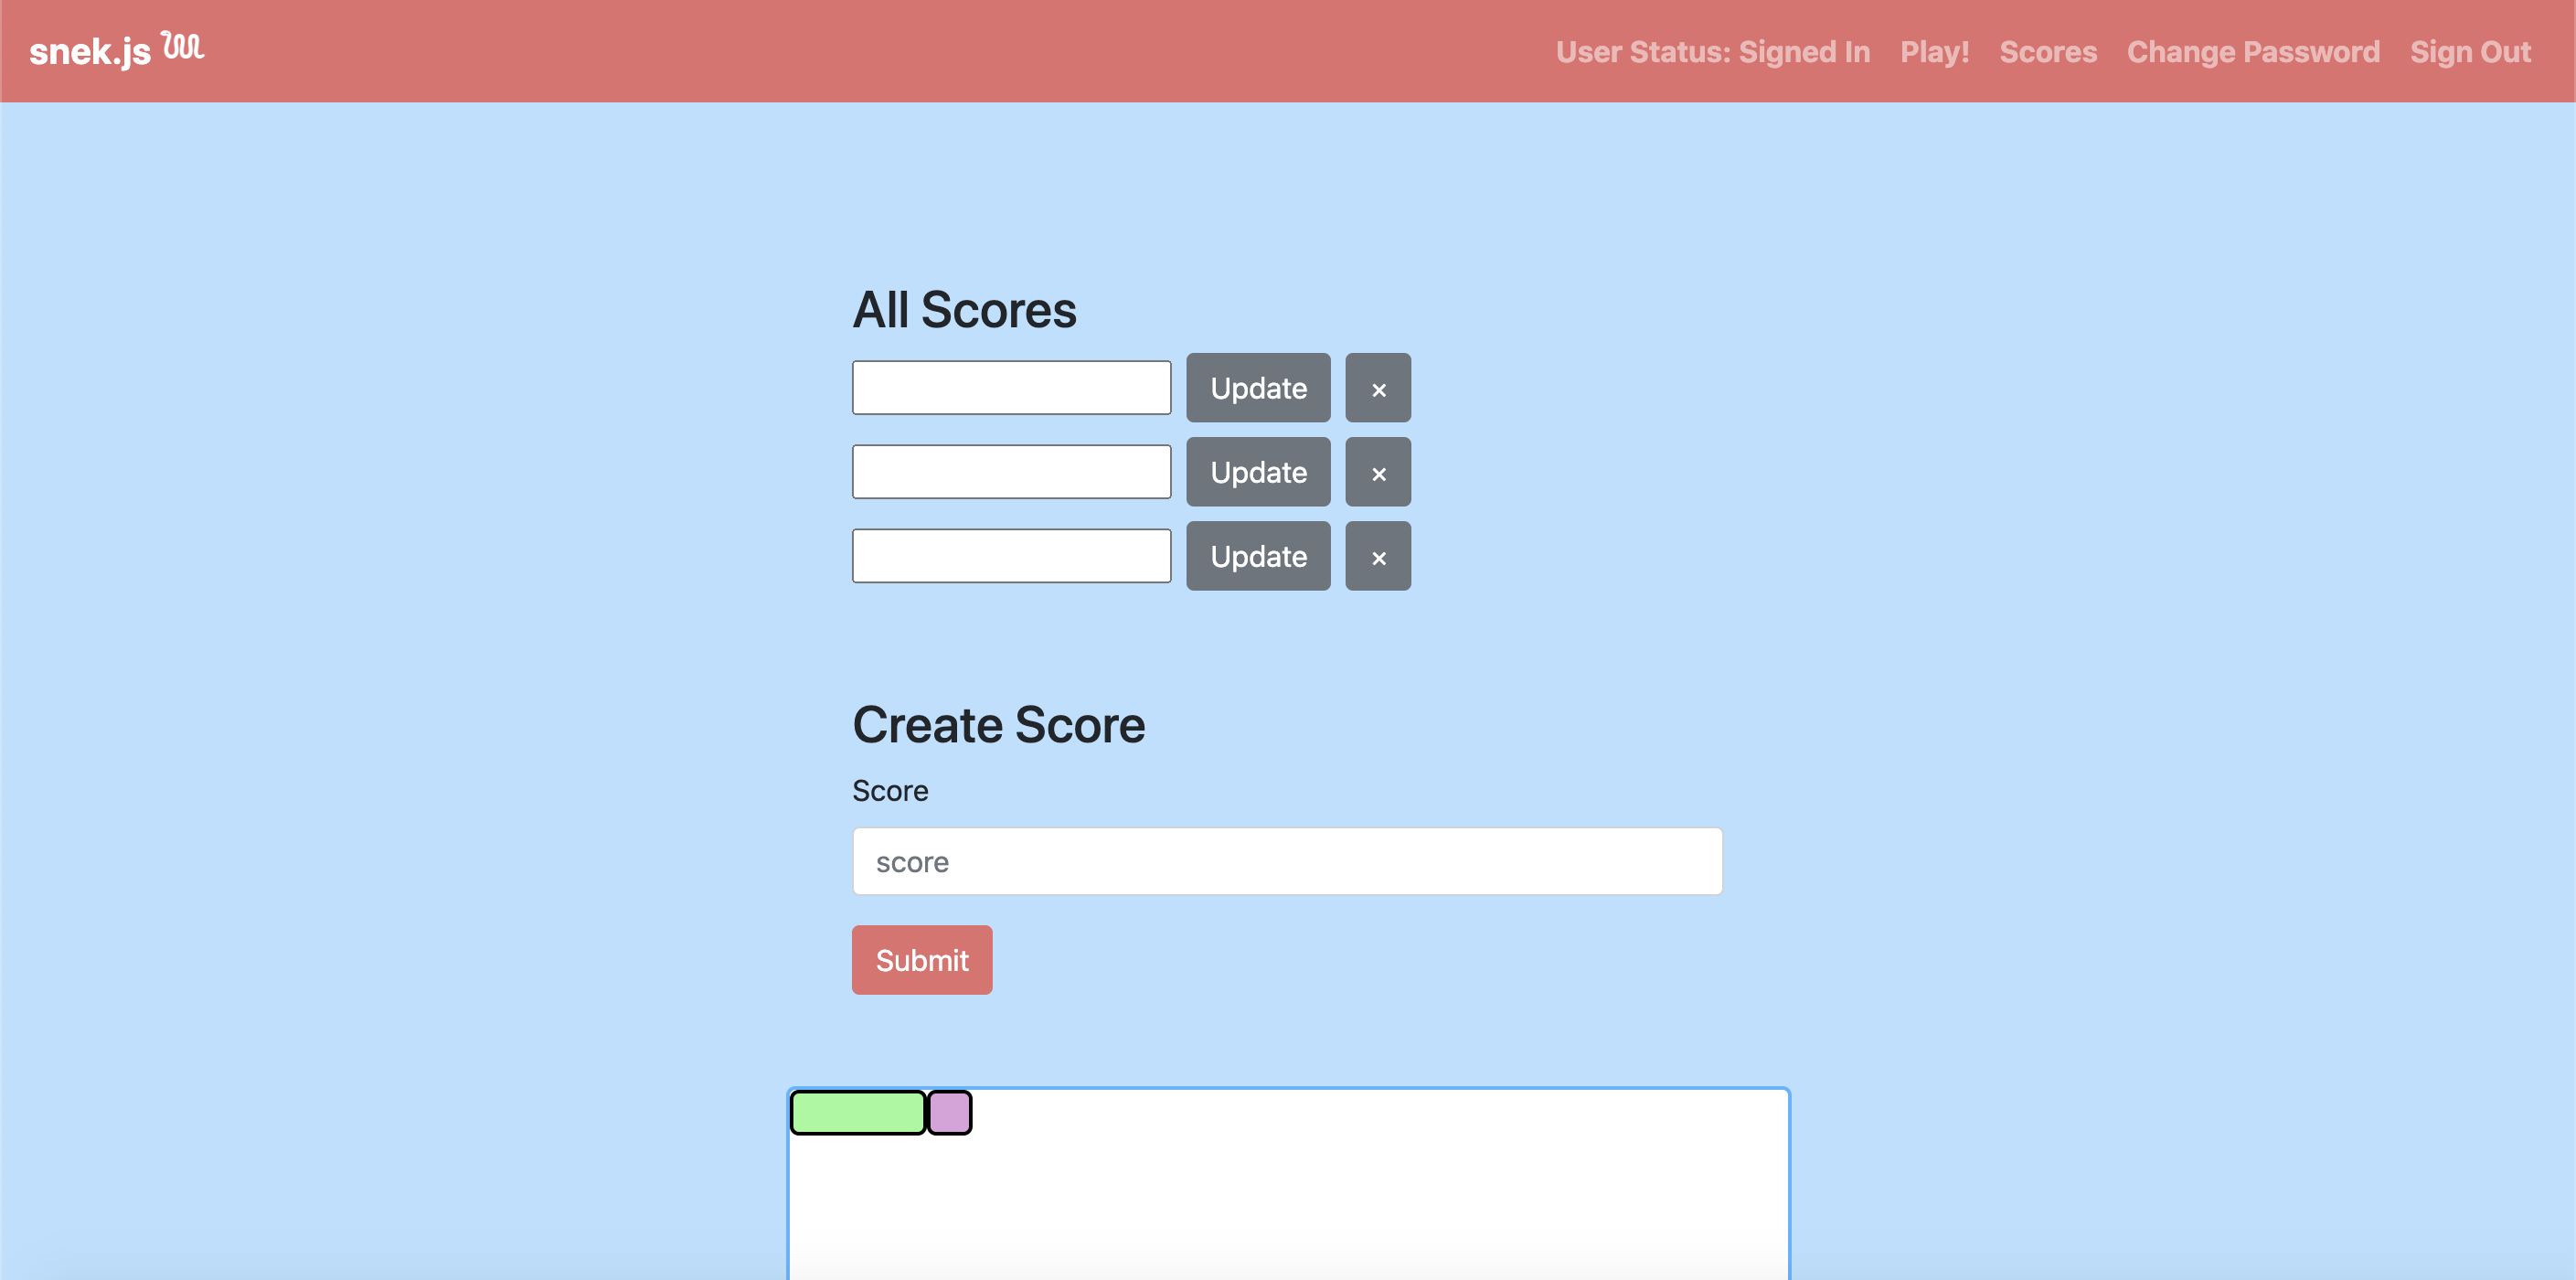 snek.js
User Status: Signed In Play! Scores Change Password Sign Out
All Scores
Update ×
Update ×
Update ×
Create Score
Score
score
Submit